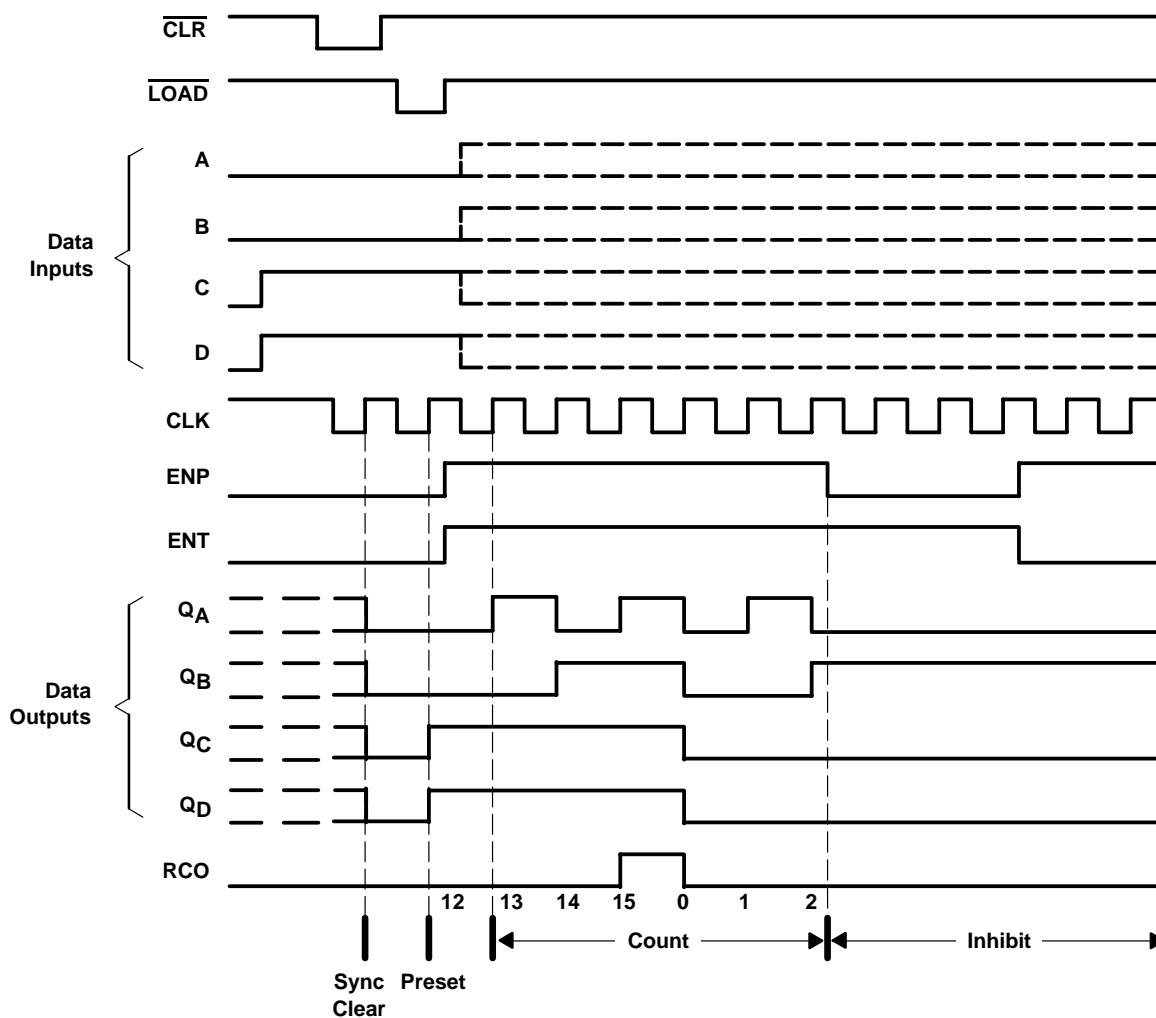 CLR
LOAD
A
B
Data
Inputs
C
D
CLK
ENP
ENT
QA
QB
Data
Outputs
QC
QD
RCO
12 13 14 15 0 1 2
Count Inhibit
Sync Preset
Clear